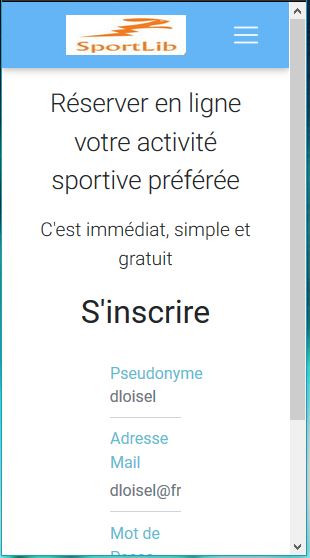 SportLib
Réserver en ligne
votre activité
sportive préférée
C'est immédiat, simple et
gratuit
S'inscrire
Pseudonyme
dloisel
Adresse
Mail
dloisel@fr
Mot de
Passe